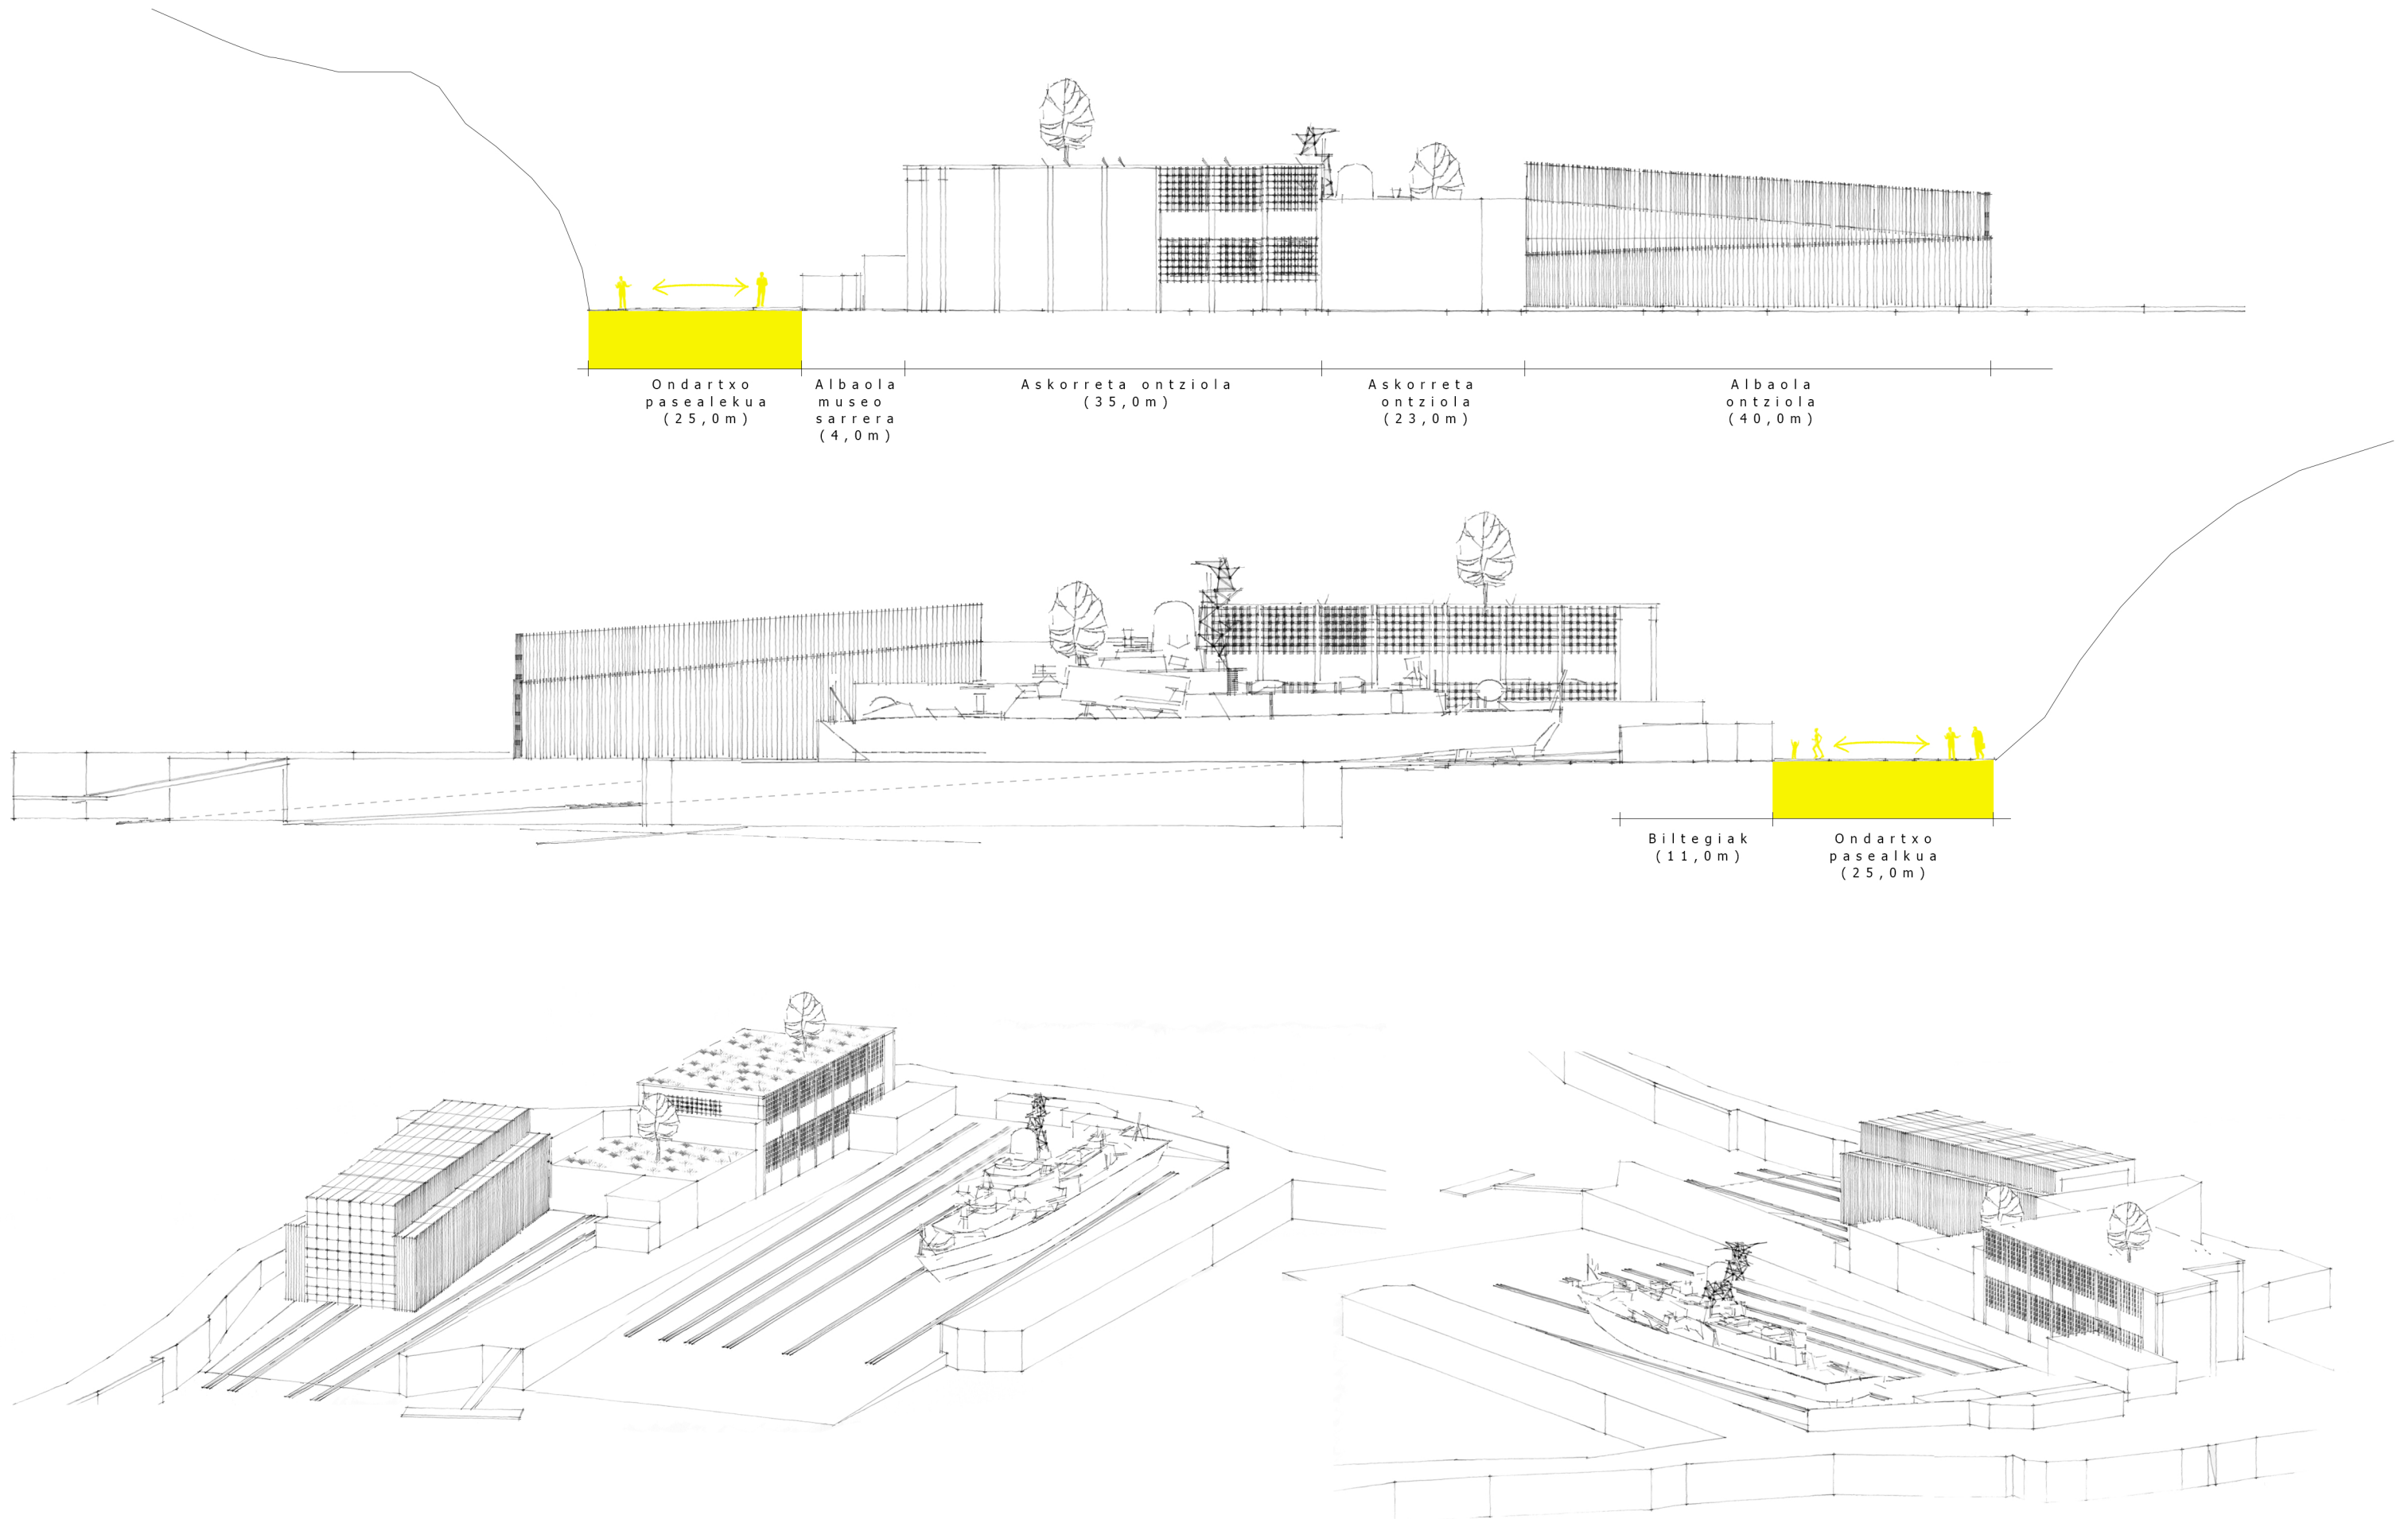 Ondartxo
pasealekua
(25,0m)
Albaola
museo
sarrera
(4,0m)
Askorreta ontziola
(35,0m)
Askorreta
ontziola
(23,0m)
Albaola
ontziola
(40,0m)
Biltegiak
(11,0m)
Ondartxo
pasealkua
(25,0m)